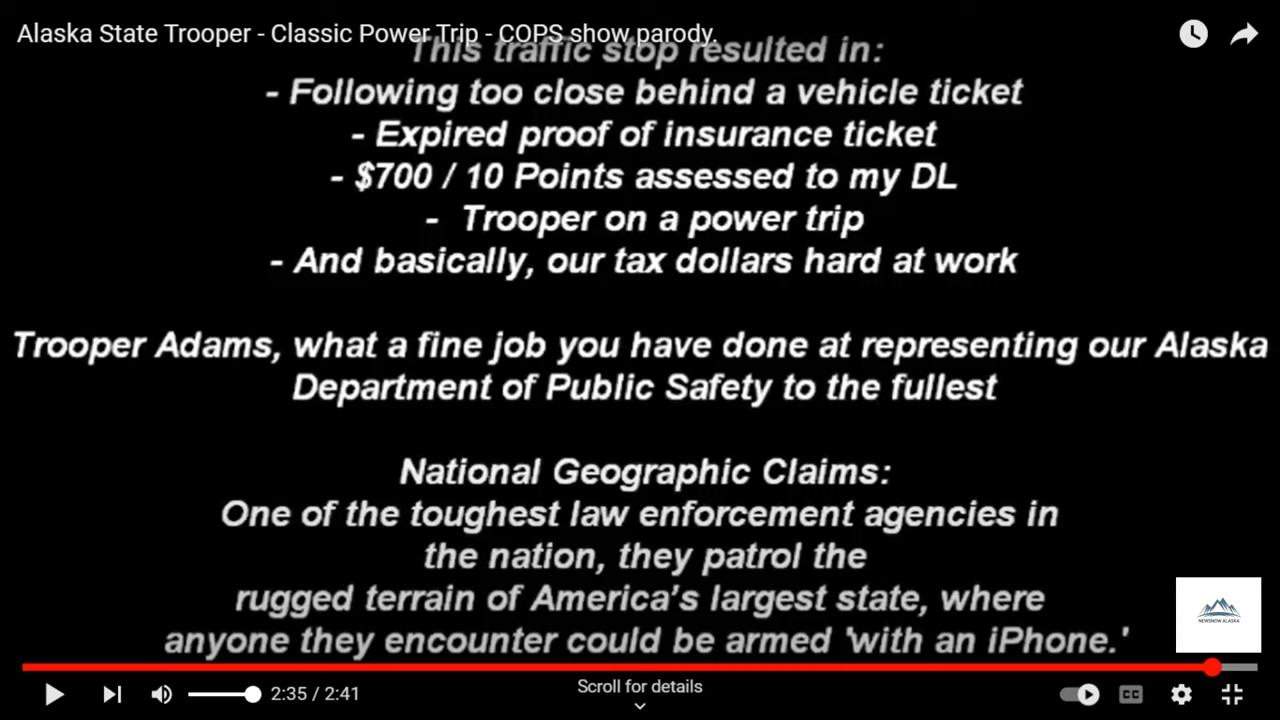 Alaska State Trooper - Classic Power Trip - COPS show parody.
This traffic stop resulted in:
- Following too close behind a vehicle ticket
- Expired proof of insurance ticket
- $700 / 10 Points assessed to my DL
- Trooper on a power trip
- And basically, our tax dollars hard at work
Trooper Adams, what a fine job you have done at representing our Alaska
Department of Public Safety to the fullest
National Geographic Claims:
One of the toughest law enforcement agencies in
the nation, they patrol the
rugged terrain of America's largest state, where
anyone they encounter could be armed 'with an iPhone.'
NEWSNOW ALASKA
2:35 / 2:41
Scroll for details
CC